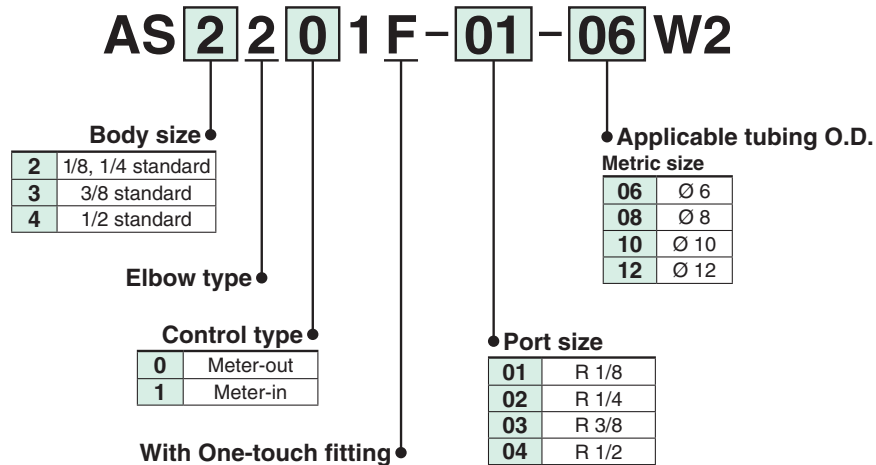 AS 2 2 0 1 F - 01 - 06 W2
Body size
2 1/8, 1/4 standard
3 3/8 standard
4 1/2 standard
Elbow type
Control type
0 Meter-out
1 Meter-in
With One-touch fitting
Applicable tubing O.D.
Metric size
06 Ø 6
08 Ø 8
10 Ø 10
12 Ø 12
Port size
01 R 1/8
02 R 1/4
03 R 3/8
04 R 1/2